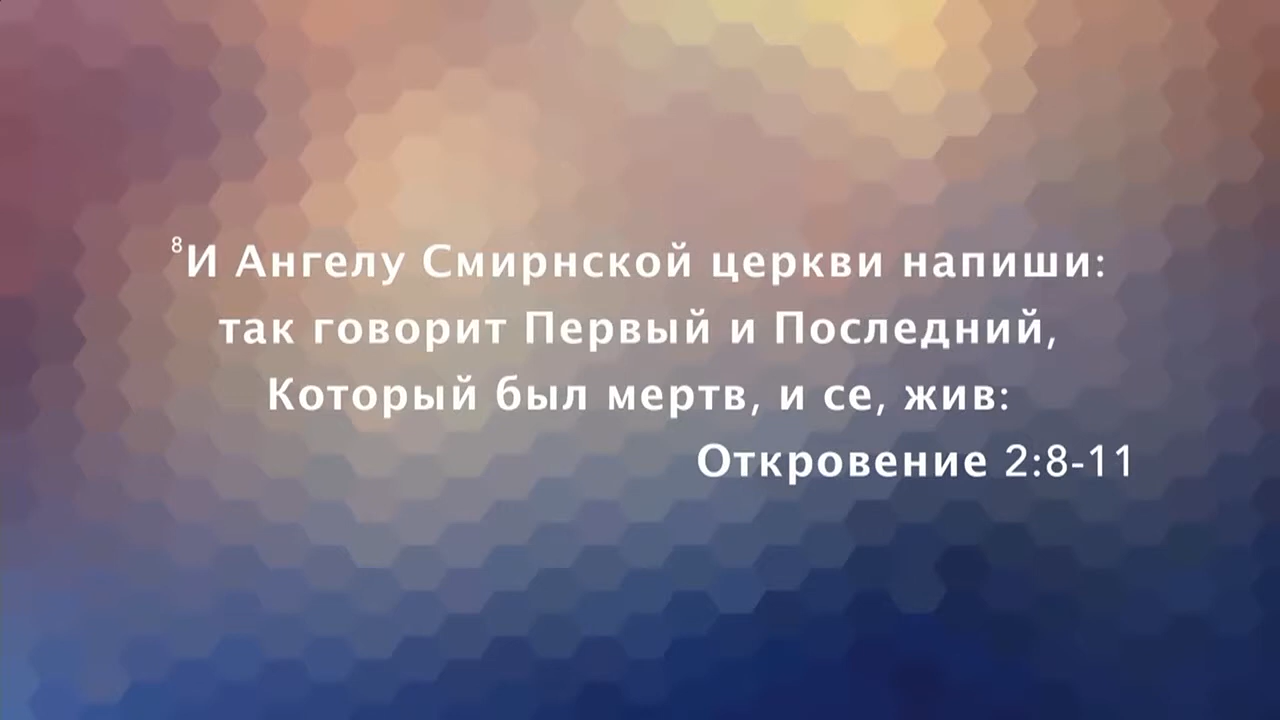 ⁸И Ангелу Смирнской церкви напиши:
так говорит Первый и Последний,
Который был мертв, и се, жив:
Откровение 2:8-11